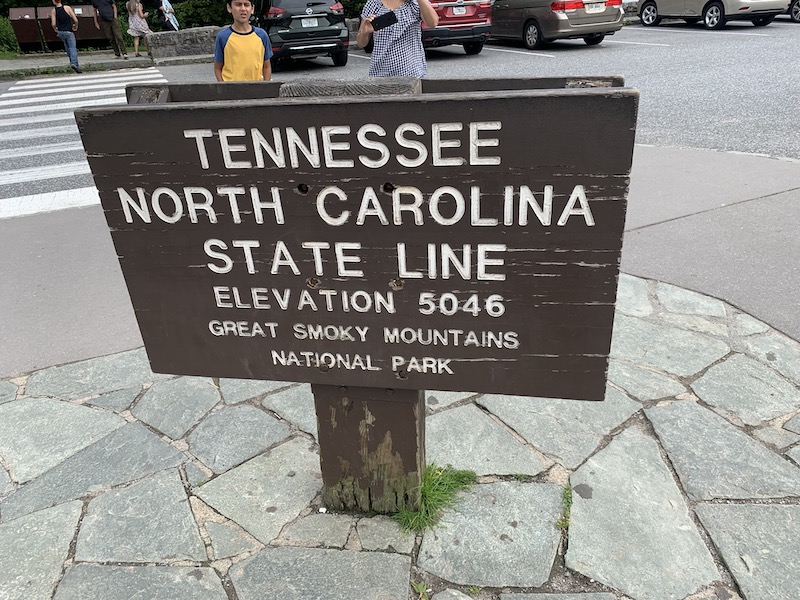 TENNESSEE
NORTH CAROLINA
STATE LINE
ELEVATION 5046
GREAT SMOKY MOUNTAINS
NATIONAL PARK